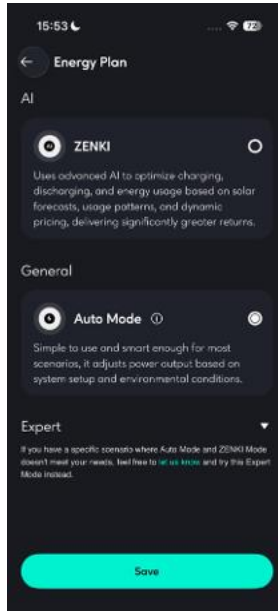 15:53
72
Energy Plan
AI
ZENKI
Uses advanced AI to optimize charging,
discharging, and energy usage based on solar
forecasts, usage patterns, and dynamic
pricing, delivering significantly greater returns.
General
Auto Mode
Simple to use and smart enough for most
scenarios, it adjusts power output based on
system setup and environmental conditions.
Expert
If you have a specific scenario where Auto Mode and ZENKI Mode
doesn't meet your needs, feel free to let us know and try this Expert
Mode instead.
Save